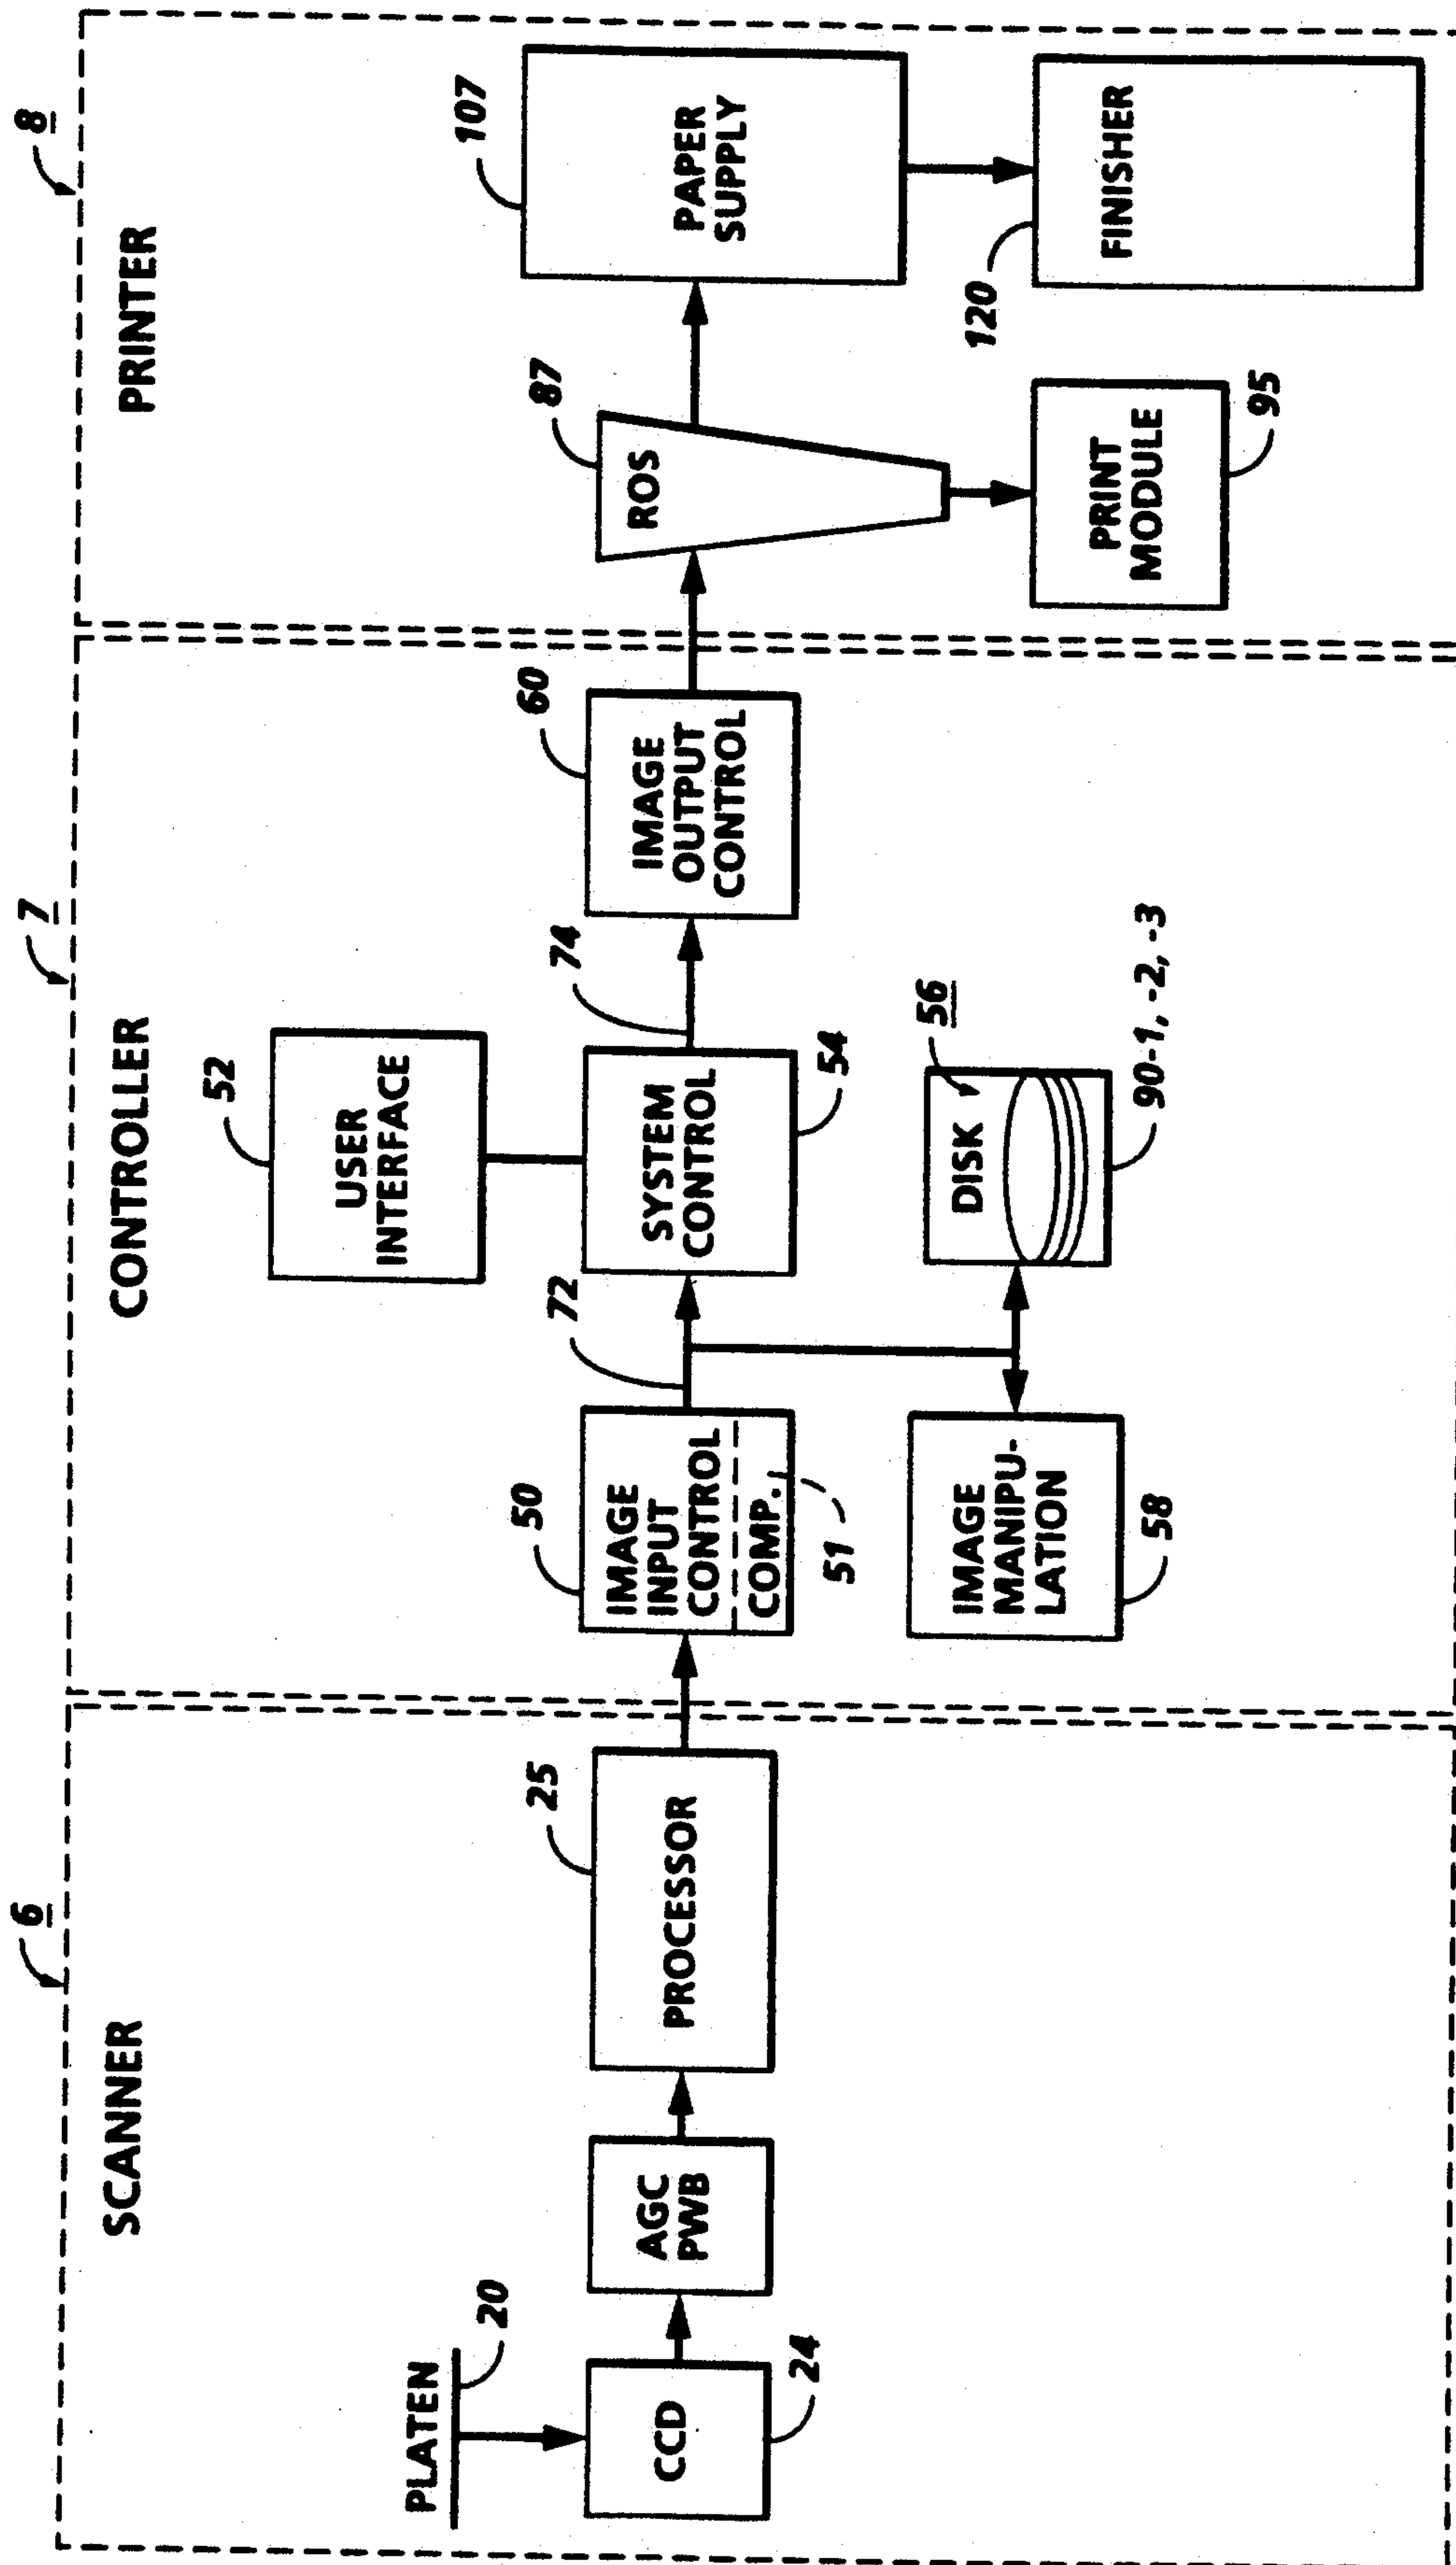 6
7
8
SCANNER
CONTROLLER
PRINTER
PLATEN
20
CCD
24
AGC
PWB
PROCESSOR
25
50
IMAGE
INPUT
CONTROL
COMP.
51
72
52
USER
INTERFACE
SYSTEM
CONTROL
54
74
60
IMAGE
OUTPUT
CONTROL
IMAGE
MANIPU-
LATION
58
DISK
56
90-1, -2, -3
87
ROS
PRINT
MODULE
95
107
PAPER
SUPPLY
120
FINISHER